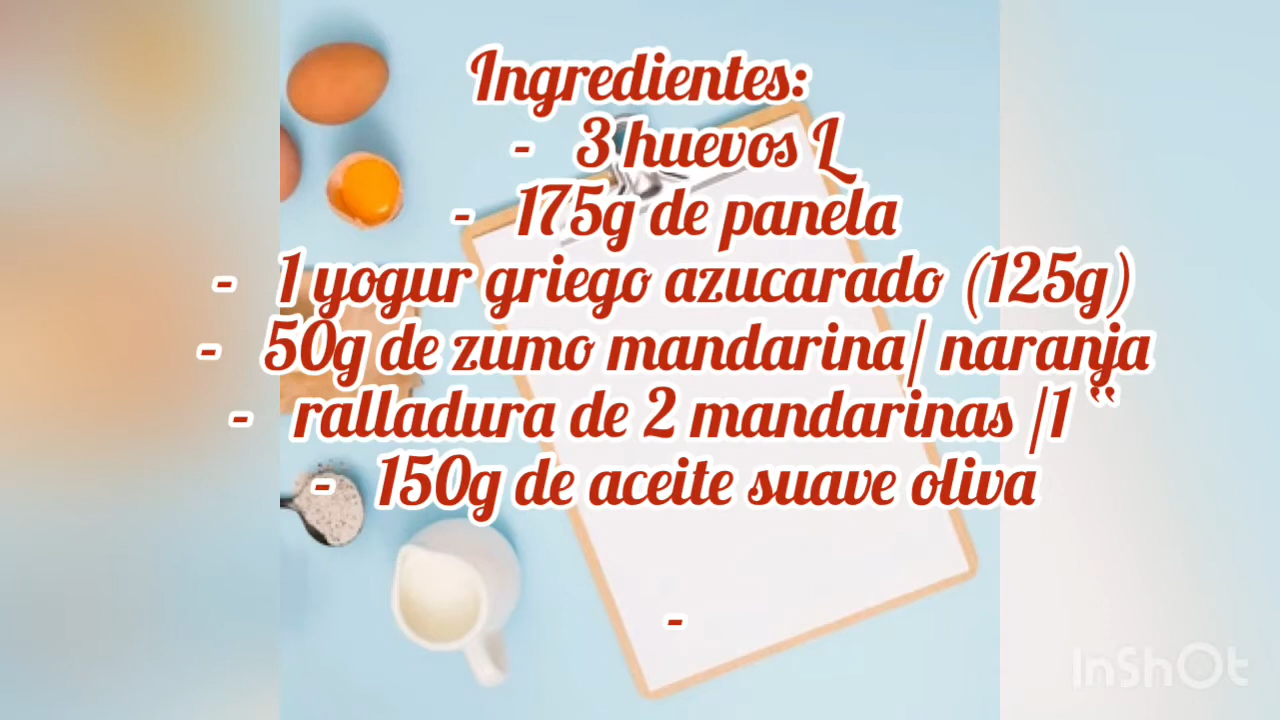 Ingredientes:
- 3 huevos L
- 175g de panela
- 1 yogur griego azucarado (125g)
- 50g de zumo mandarina/ naranja
- ralladura de 2 mandarinas /1 “
- 150g de aceite suave oliva
-
InShOt